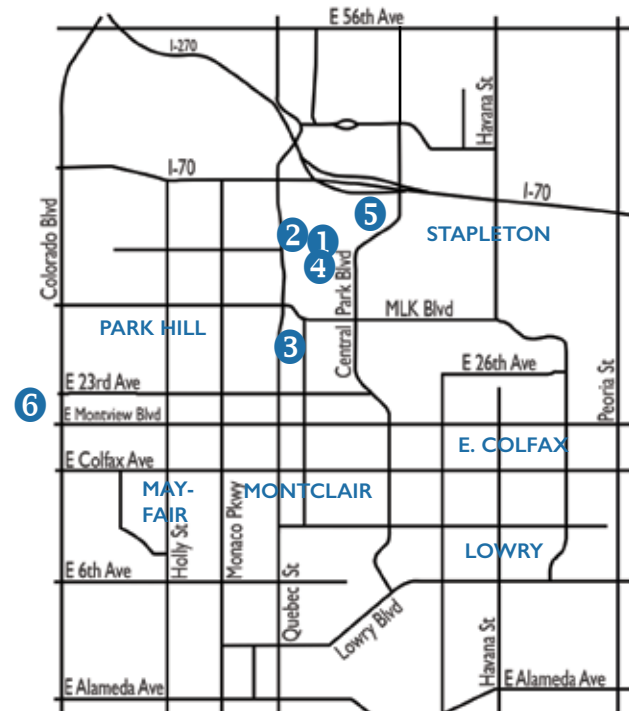 E 56th Ave
I-270
Havana St
I-70
I-70
Colorado Blvd
5
2
1
STAPLETON
4
Central Park Blvd
MLK Blvd
PARK HILL
3
E 26th Ave
Peoria St
E 23rd Ave
6
E Montview Blvd
E. COLFAX
E Colfax Ave
MAY-
FAIR
MONTCLAIR
Holly St
Monaco Pkwy
LOWRY
E 6th Ave
Quebec St
Lowry Blvd
Havana St
E Alameda Ave
E Alameda Ave